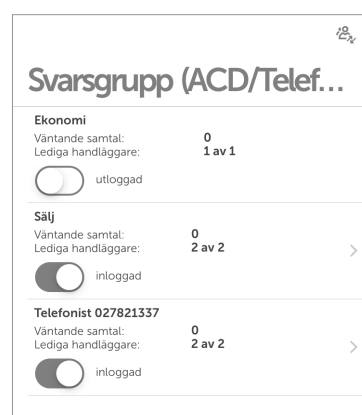 Svarsgrupp (ACD/Telef...
Ekonomi
Väntande samtal: 0
Lediga handläggare: 1 av 1
utloggad
Sälj
Väntande samtal: 0
Lediga handläggare: 2 av 2
inloggad
Telefonist 027821337
Väntande samtal: 0
Lediga handläggare: 2 av 2
inloggad